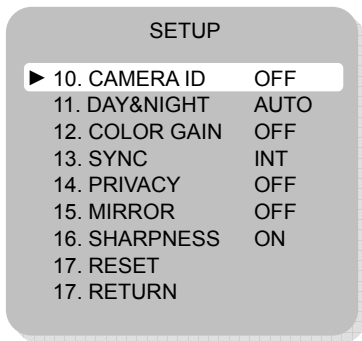 SETUP
► 10. CAMERA ID OFF
11. DAY&NIGHT AUTO
12. COLOR GAIN OFF
13. SYNC INT
14. PRIVACY OFF
15. MIRROR OFF
16. SHARPNESS ON
17. RESET
17. RETURN